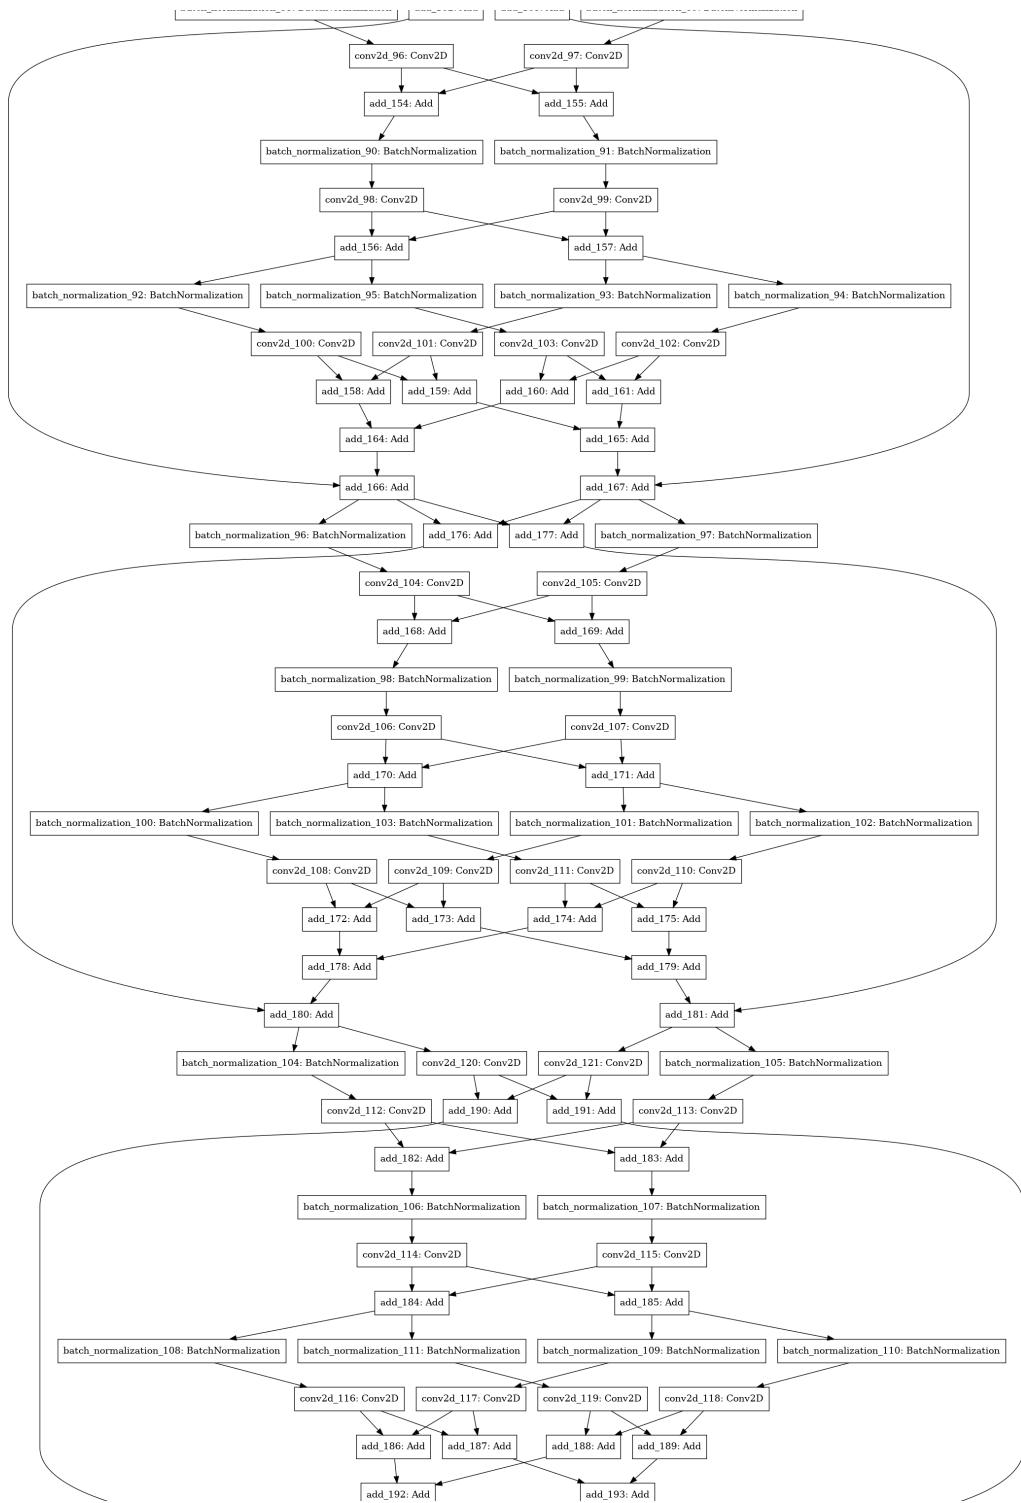 conv2d_96: Conv2D
conv2d_97: Conv2D
add_154: Add
add_155: Add
batch_normalization_90: BatchNormalization
batch_normalization_91: BatchNormalization
conv2d_98: Conv2D
conv2d_99: Conv2D
add_156: Add
add_157: Add
batch_normalization_92: BatchNormalization
batch_normalization_95: BatchNormalization
batch_normalization_93: BatchNormalization
batch_normalization_94: BatchNormalization
conv2d_100: Conv2D
conv2d_101: Conv2D
conv2d_103: Conv2D
conv2d_102: Conv2D
add_158: Add
add_159: Add
add_160: Add
add_161: Add
add_164: Add
add_165: Add
add_166: Add
add_167: Add
batch_normalization_96: BatchNormalization
add_176: Add
add_177: Add
batch_normalization_97: BatchNormalization
conv2d_104: Conv2D
conv2d_105: Conv2D
add_168: Add
add_169: Add
batch_normalization_98: BatchNormalization
batch_normalization_99: BatchNormalization
conv2d_106: Conv2D
conv2d_107: Conv2D
add_170: Add
add_171: Add
batch_normalization_100: BatchNormalization
batch_normalization_103: BatchNormalization
batch_normalization_101: BatchNormalization
batch_normalization_102: BatchNormalization
conv2d_108: Conv2D
conv2d_109: Conv2D
conv2d_111: Conv2D
conv2d_110: Conv2D
add_172: Add
add_173: Add
add_174: Add
add_175: Add
add_178: Add
add_179: Add
add_180: Add
add_181: Add
batch_normalization_104: BatchNormalization
conv2d_120: Conv2D
conv2d_121: Conv2D
batch_normalization_105: BatchNormalization
conv2d_112: Conv2D
add_190: Add
add_191: Add
conv2d_113: Conv2D
add_182: Add
add_183: Add
batch_normalization_106: BatchNormalization
batch_normalization_107: BatchNormalization
conv2d_114: Conv2D
conv2d_115: Conv2D
add_184: Add
add_185: Add
batch_normalization_108: BatchNormalization
batch_normalization_111: BatchNormalization
batch_normalization_109: BatchNormalization
batch_normalization_110: BatchNormalization
conv2d_116: Conv2D
conv2d_117: Conv2D
conv2d_119: Conv2D
conv2d_118: Conv2D
add_186: Add
add_187: Add
add_188: Add
add_189: Add
add_192: Add
add_193: Add